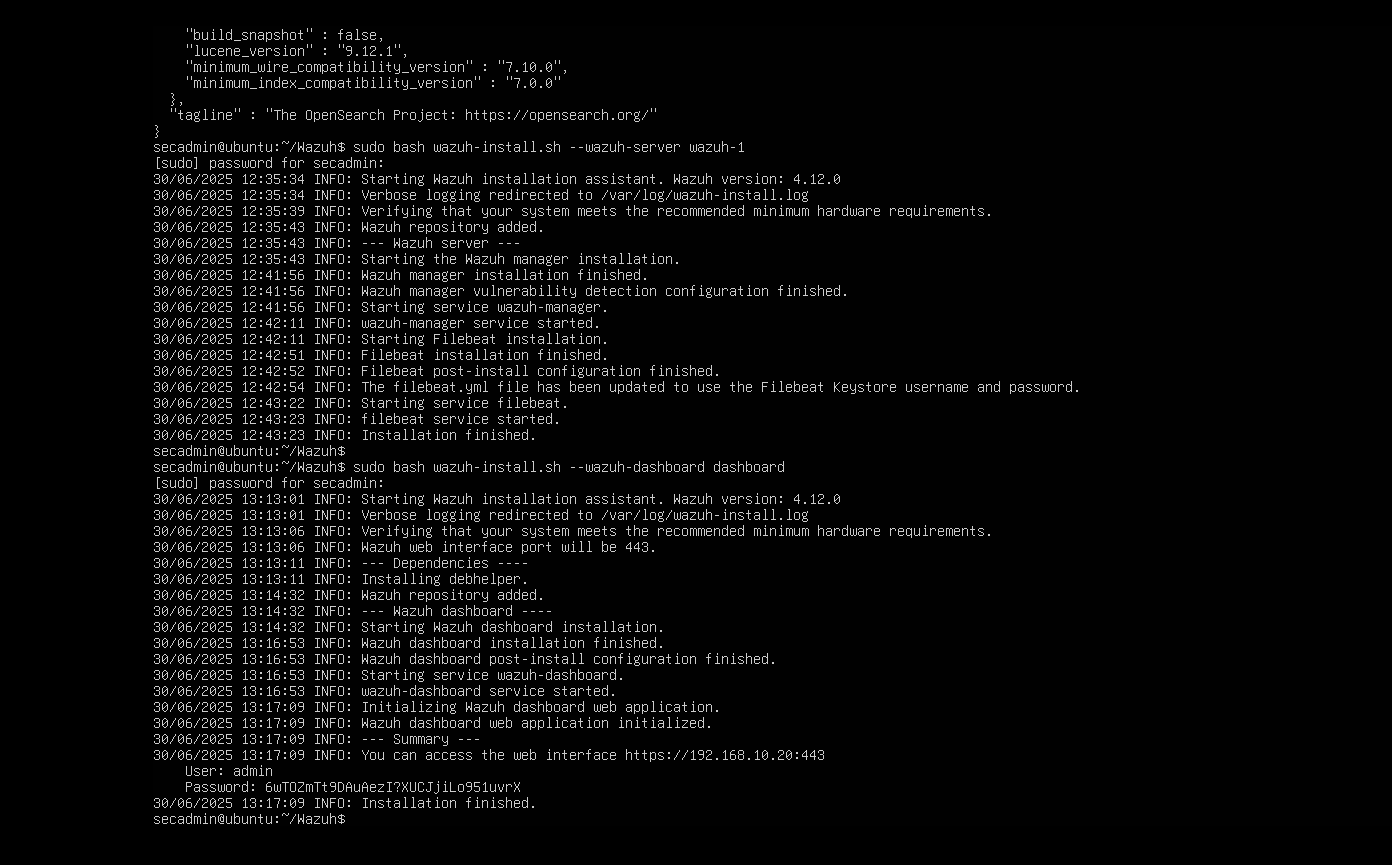 "build_snapshot" : false,
"lucene_version" : "9.12.1",
"minimum_wire_compatibility_version" : "7.10.0",
"minimum_index_compatibility_version" : "7.0.0"
},
"tagline" : "The OpenSearch Project: https://opensearch.org/"
}
secadmin@ubuntu:~/Wazuh$ sudo bash wazuh-install.sh --wazuh-server wazuh-1
[sudo] password for secadmin:
30/06/2025 12:35:34 INFO: Starting Wazuh installation assistant. Wazuh version: 4.12.0
30/06/2025 12:35:34 INFO: Verbose logging redirected to /var/log/wazuh-install.log
30/06/2025 12:35:39 INFO: Verifying that your system meets the recommended minimum hardware requirements.
30/06/2025 12:35:43 INFO: Wazuh repository added.
30/06/2025 12:35:43 INFO: --- Wazuh server ---
30/06/2025 12:35:43 INFO: Starting the Wazuh manager installation.
30/06/2025 12:41:56 INFO: Wazuh manager installation finished.
30/06/2025 12:41:56 INFO: Wazuh manager vulnerability detection configuration finished.
30/06/2025 12:41:56 INFO: Starting service wazuh-manager.
30/06/2025 12:42:11 INFO: wazuh-manager service started.
30/06/2025 12:42:11 INFO: Starting Filebeat installation.
30/06/2025 12:42:51 INFO: Filebeat installation finished.
30/06/2025 12:42:52 INFO: Filebeat post-install configuration finished.
30/06/2025 12:42:54 INFO: The filebeat.yml file has been updated to use the Filebeat Keystore username and password.
30/06/2025 12:43:22 INFO: Starting service filebeat.
30/06/2025 12:43:23 INFO: filebeat service started.
30/06/2025 12:43:23 INFO: Installation finished.
secadmin@ubuntu:~/Wazuh$
secadmin@ubuntu:~/Wazuh$ sudo bash wazuh-install.sh --wazuh-dashboard dashboard
[sudo] password for secadmin:
30/06/2025 13:13:01 INFO: Starting Wazuh installation assistant. Wazuh version: 4.12.0
30/06/2025 13:13:01 INFO: Verbose logging redirected to /var/log/wazuh-install.log
30/06/2025 13:13:06 INFO: Verifying that your system meets the recommended minimum hardware requirements.
30/06/2025 13:13:06 INFO: Wazuh web interface port will be 443.
30/06/2025 13:13:11 INFO: --- Dependencies ----
30/06/2025 13:13:11 INFO: Installing debhelper.
30/06/2025 13:14:32 INFO: Wazuh repository added.
30/06/2025 13:14:32 INFO: --- Wazuh dashboard ----
30/06/2025 13:14:32 INFO: Starting Wazuh dashboard installation.
30/06/2025 13:16:53 INFO: Wazuh dashboard installation finished.
30/06/2025 13:16:53 INFO: Wazuh dashboard post-install configuration finished.
30/06/2025 13:16:53 INFO: Starting service wazuh-dashboard.
30/06/2025 13:16:53 INFO: wazuh-dashboard service started.
30/06/2025 13:17:09 INFO: Initializing Wazuh dashboard web application.
30/06/2025 13:17:09 INFO: Wazuh dashboard web application initialized.
30/06/2025 13:17:09 INFO: --- Summary ---
30/06/2025 13:17:09 INFO: You can access the web interface https://192.168.10.20:443
User: admin
Password: 6wTOZmTt9DAuAezI?XUCJjiLo951uvrX
30/06/2025 13:17:09 INFO: Installation finished.
secadmin@ubuntu:~/Wazuh$